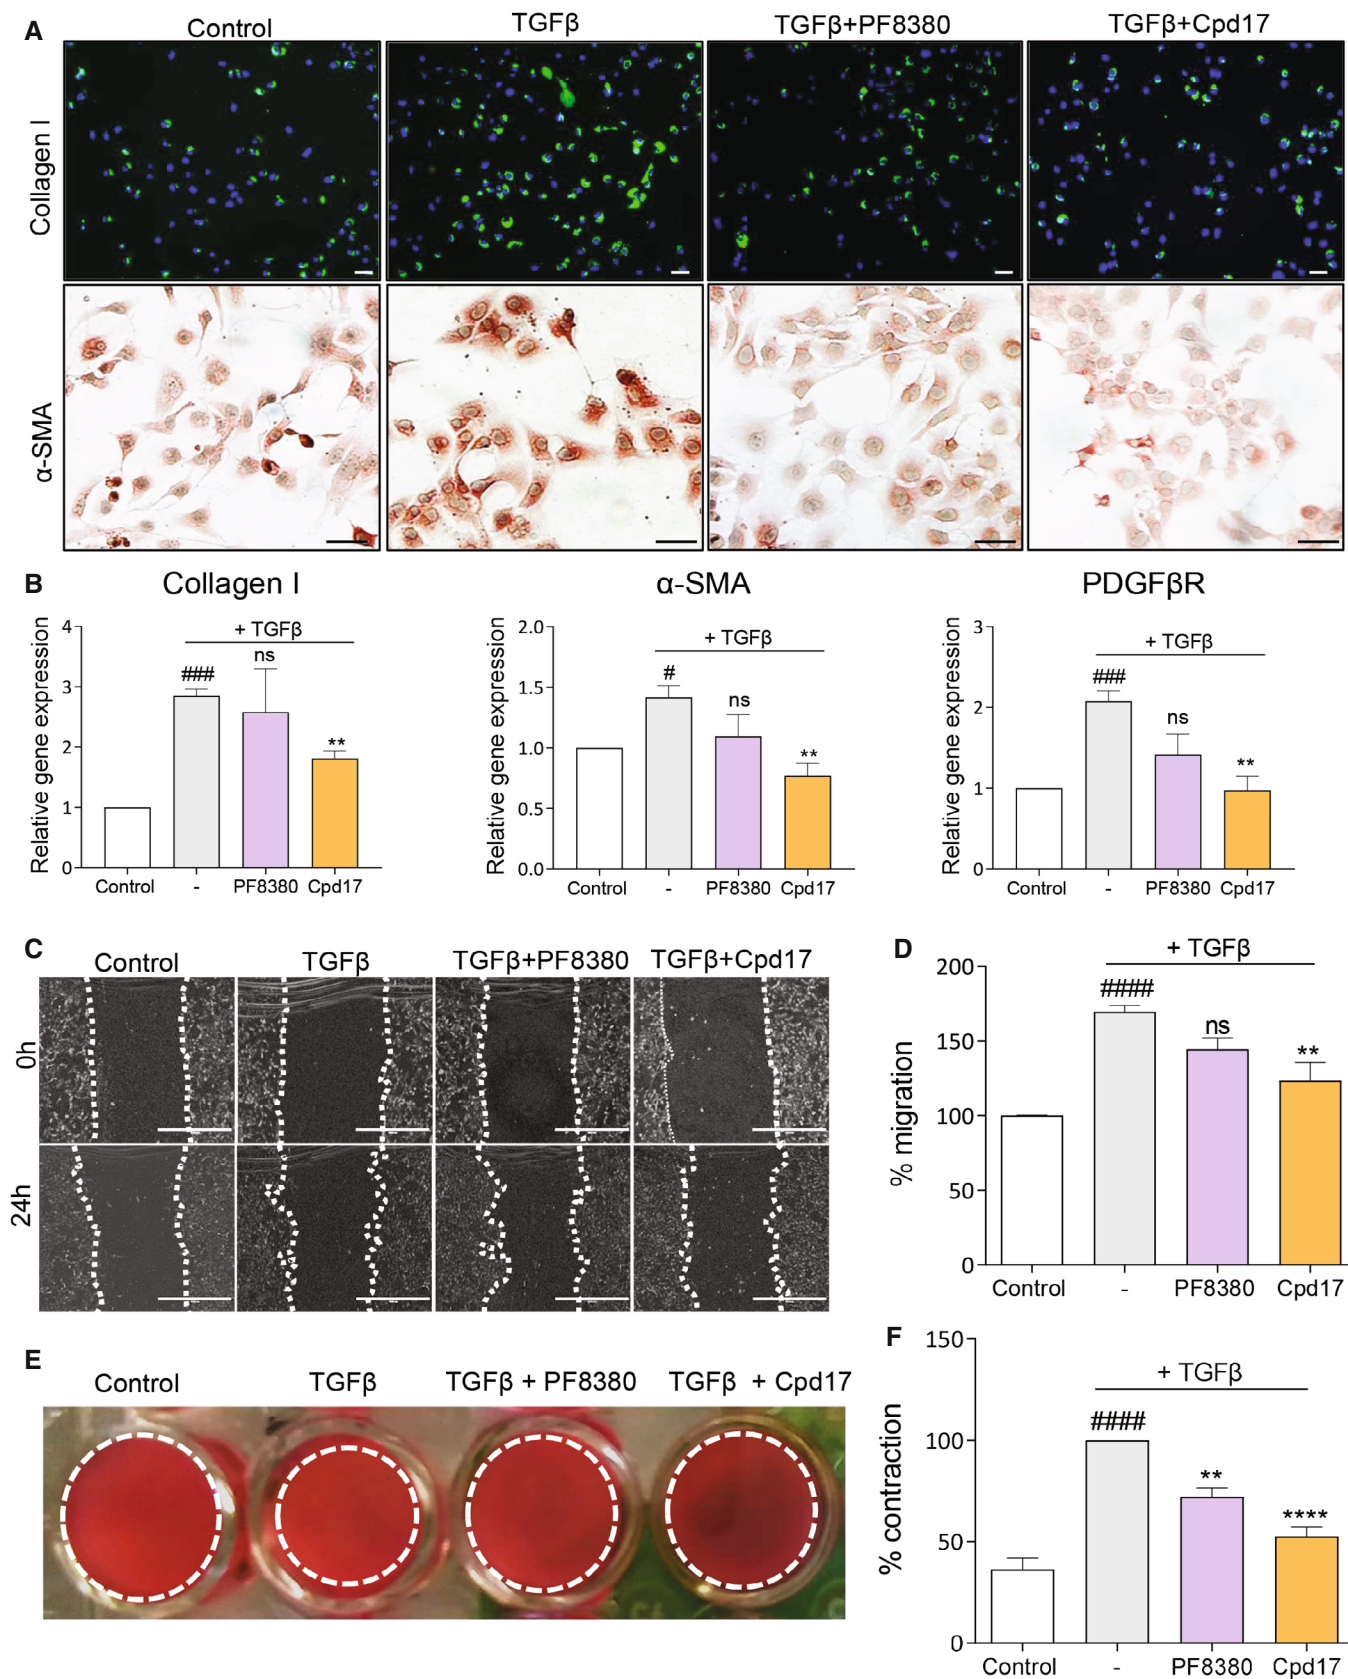 A
Control
TGFβ
TGFβ+PF8380
TGFβ+Cpd17
Collagen I
α-SMA
B
Collagen I
α-SMA
PDGFβR
Relative gene expression
4
3
2
1
0
+ TGFβ
###
ns
**
Control
-
PF8380
Cpd17
Relative gene expression
2.0
1.5
1.0
0.5
0.0
+ TGFβ
#
ns
**
Control
-
PF8380
Cpd17
Relative gene expression
3
2
1
0
+ TGFβ
###
ns
**
Control
-
PF8380
Cpd17
C
Control
TGFβ
TGFβ+PF8380
TGFβ+Cpd17
0h
24h
D
% migration
200
150
100
50
0
+ TGFβ
####
ns
**
Control
-
PF8380
Cpd17
E
Control
TGFβ
TGFβ + PF8380
TGFβ + Cpd17
F
% contraction
150
100
50
0
+ TGFβ
####
**
****
Control
-
PF8380
Cpd17